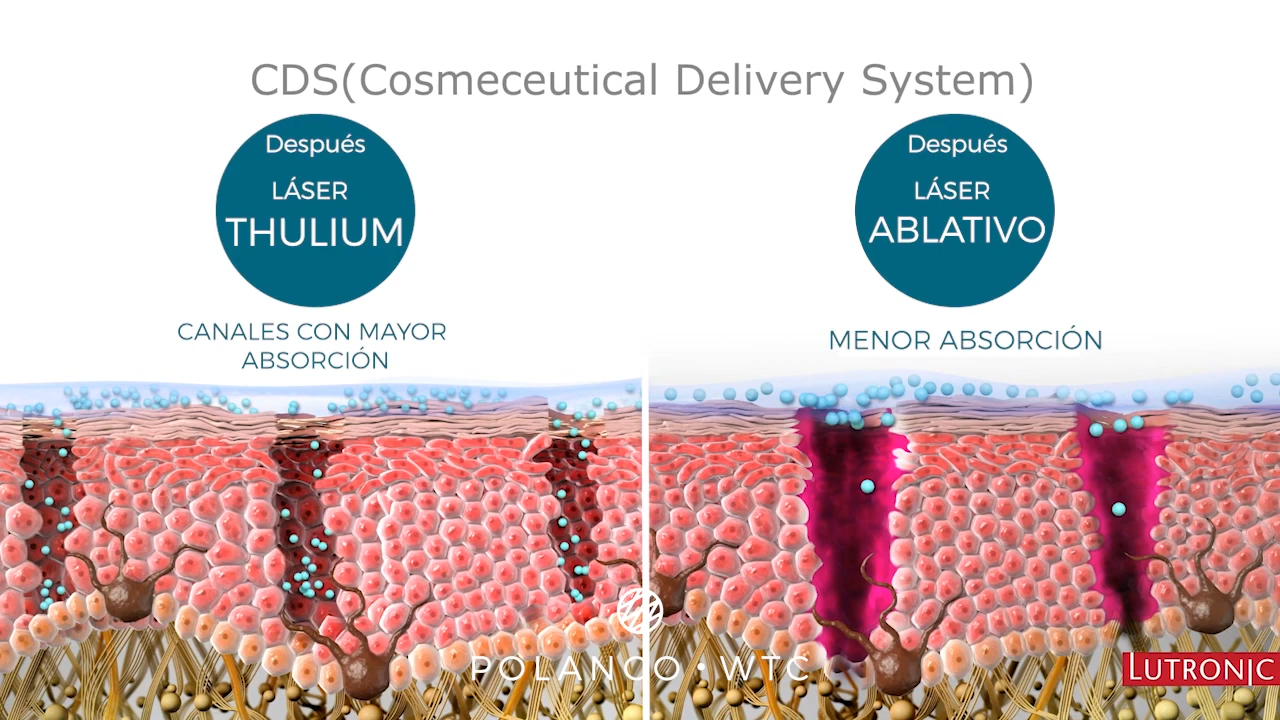 CDS(Cosmeceutical Delivery System)
Después
LÁSER
THULIUM
CANALES CON MAYOR
ABSORCIÓN
Después
LÁSER
ABLATIVO
MENOR ABSORCIÓN
POLANCO • WTC
LUTRONIC